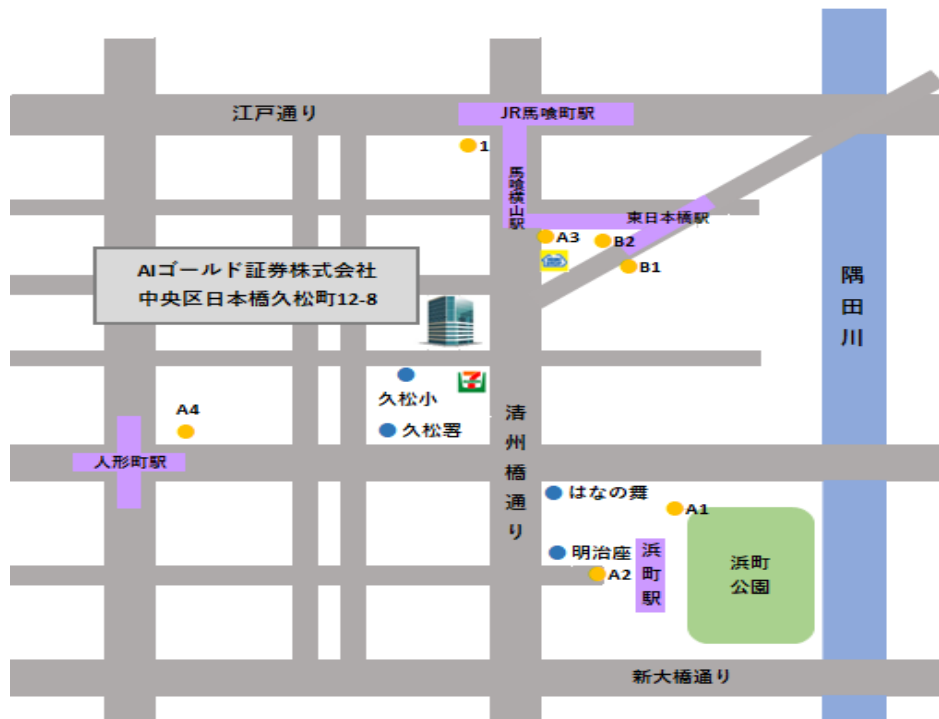 江戸通り
JR馬喰町駅
1
馬喰横山駅
東日本橋駅
A3
B2
B1
AIゴールド証券株式会社
中央区日本橋久松町12-8
隅田川
7
久松小
A4
久松署
清州橋通り
人形町駅
はなの舞
A1
明治座
浜町駅
A2
浜町
公園
新大橋通り